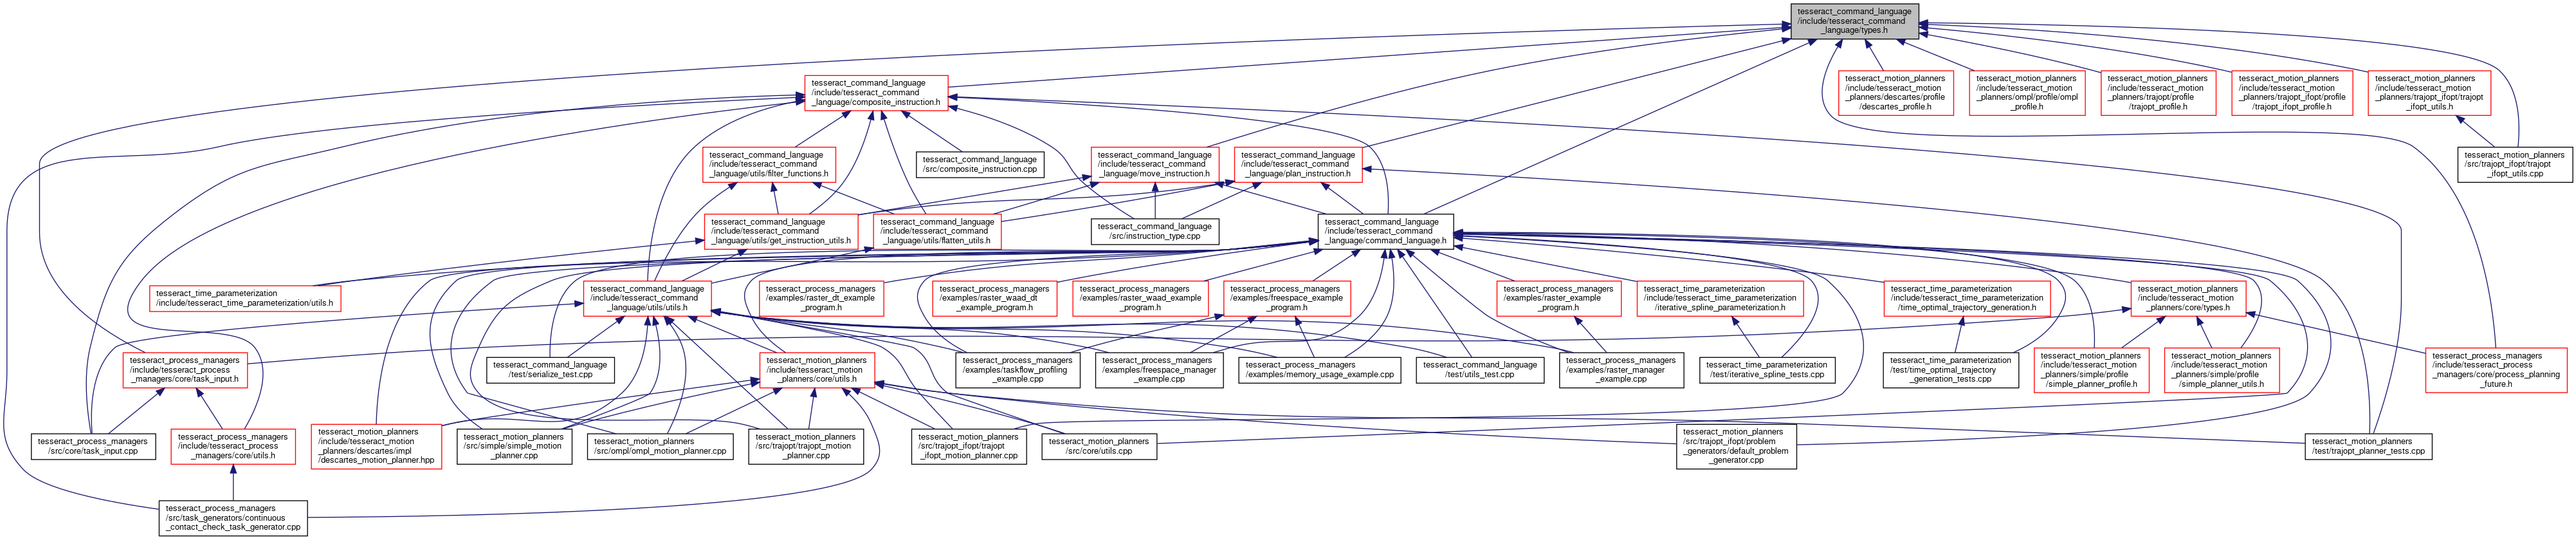 tesseract_command_language
/include/tesseract_command
_language/types.h
tesseract_command_language
/include/tesseract_command
_language/composite_instruction.h
tesseract_motion_planners
/include/tesseract_motion
_planners/descartes/profile
/descartes_profile.h
tesseract_motion_planners
/include/tesseract_motion
_planners/ompl/profile/ompl
_profile.h
tesseract_motion_planners
/include/tesseract_motion
_planners/trajopt/profile
/trajopt_profile.h
tesseract_motion_planners
/include/tesseract_motion
_planners/trajopt_ifopt/profile
/trajopt_ifopt_profile.h
tesseract_motion_planners
/include/tesseract_motion
_planners/trajopt_ifopt/trajopt
_ifopt_utils.h
tesseract_command_language
/include/tesseract_command
_language/utils/filter_functions.h
tesseract_command_language
/src/composite_instruction.cpp
tesseract_command_language
/include/tesseract_command
_language/move_instruction.h
tesseract_command_language
/include/tesseract_command
_language/plan_instruction.h
tesseract_motion_planners
/src/trajopt_ifopt/trajopt
_ifopt_utils.cpp
tesseract_command_language
/include/tesseract_command
_language/utils/get_instruction_utils.h
tesseract_command_language
/include/tesseract_command
_language/utils/flatten_utils.h
tesseract_command_language
/src/instruction_type.cpp
tesseract_command_language
/include/tesseract_command
_language/command_language.h
tesseract_time_parameterization
/include/tesseract_time_parameterization/utils.h
tesseract_command_language
/include/tesseract_command
_language/utils/utils.h
tesseract_process_managers
/examples/raster_dt_example
_program.h
tesseract_process_managers
/examples/raster_waad_dt
_example_program.h
tesseract_process_managers
/examples/raster_waad_example
_program.h
tesseract_process_managers
/examples/freespace_example
_program.h
tesseract_process_managers
/examples/raster_example
_program.h
tesseract_time_parameterization
/include/tesseract_time_parameterization
/iterative_spline_parameterization.h
tesseract_time_parameterization
/include/tesseract_time_parameterization
/time_optimal_trajectory_generation.h
tesseract_motion_planners
/include/tesseract_motion
_planners/core/types.h
tesseract_process_managers
/include/tesseract_process
_managers/core/task_input.h
tesseract_command_language
/test/serialize_test.cpp
tesseract_motion_planners
/include/tesseract_motion
_planners/core/utils.h
tesseract_process_managers
/examples/taskflow_profiling
_example.cpp
tesseract_process_managers
/examples/freespace_manager
_example.cpp
tesseract_process_managers
/examples/memory_usage_example.cpp
tesseract_command_language
/test/utils_test.cpp
tesseract_process_managers
/examples/raster_manager
_example.cpp
tesseract_time_parameterization
/test/iterative_spline_tests.cpp
tesseract_time_parameterization
/test/time_optimal_trajectory
_generation_tests.cpp
tesseract_motion_planners
/include/tesseract_motion
_planners/simple/profile
/simple_planner_profile.h
tesseract_motion_planners
/include/tesseract_motion
_planners/simple/profile
/simple_planner_utils.h
tesseract_process_managers
/include/tesseract_process
_managers/core/process_planning
_future.h
tesseract_process_managers
/src/core/task_input.cpp
tesseract_process_managers
/include/tesseract_process
_managers/core/utils.h
tesseract_motion_planners
/include/tesseract_motion
_planners/descartes/impl
/descartes_motion_planner.hpp
tesseract_motion_planners
/src/simple/simple_motion
_planner.cpp
tesseract_motion_planners
/src/ompl/ompl_motion_planner.cpp
tesseract_motion_planners
/src/trajopt/trajopt_motion
_planner.cpp
tesseract_motion_planners
/src/trajopt_ifopt/trajopt
_ifopt_motion_planner.cpp
tesseract_motion_planners
/src/core/utils.cpp
tesseract_motion_planners
/src/trajopt_ifopt/problem
_generators/default_problem
_generator.cpp
tesseract_motion_planners
/test/trajopt_planner_tests.cpp
tesseract_process_managers
/src/task_generators/continuous
_contact_check_task_generator.cpp